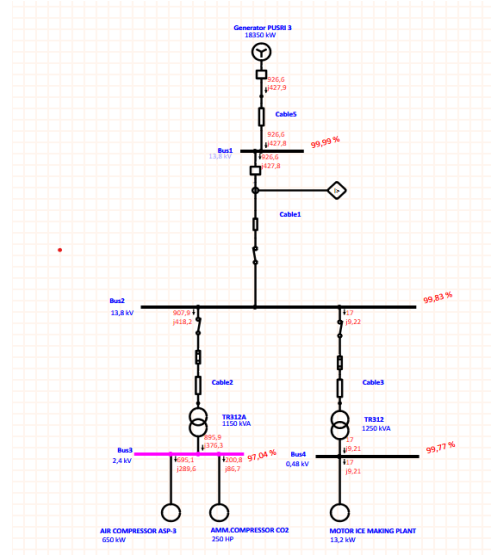 Generator PUSRI 3
18350 kW
926,6
j427,9
Cable5
926,6
j427,8
Bus1
99,99 %
13,8 kV
926,6
j427,8
Cable1
Bus2
99,83 %
13,8 kV
907,9
j418,2
17
j9,22
Cable2
Cable3
TR312A
1150 kVA
TR312
1250 kVA
895,9
j376,3
17
j9,21
Bus3
97,04 %
Bus4
99,77 %
2,4 kV
695,1
j289,6
200,8
j86,7
0,48 kV
17
j9,21
AIR COMPRESSOR ASP-3
650 kW
AMM.COMPRESSOR CO2
250 HP
MOTOR ICE MAKING PLANT
13,2 kW